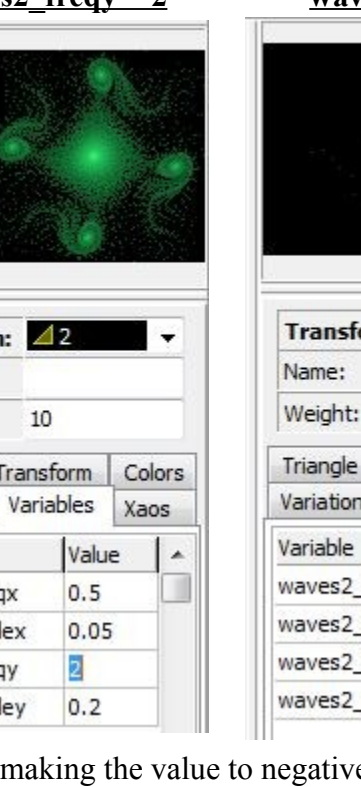 s2_freqy = 2
n: 2
10
Transform Colors
Variables Xaos
Value
qx 0.5
lex 0.05
qy 2
ley 0.2
wav
Transfo
Name:
Weight:
Triangle
Variation
Variable
waves2_
waves2_
waves2_
waves2_
making the value to negative